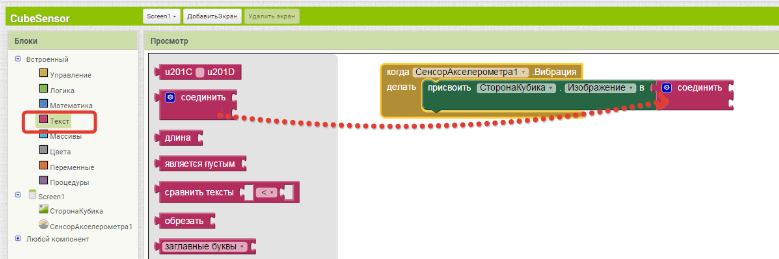 CubeSensor
Screen1 ДобавитьЭкран Удалить экран
Блоки
Просмотр
Встроенный
Управление
Логика
Математика
Текст
Массивы
Цвета
Переменные
Процедуры
Screen1
СторонаКубика
СенсорАкселерометра1
Любой компонент
u201C u201D
соединить
длина
является пустым
сравнить тексты <
обрезать
заглавные буквы
когда СенсорАкселерометра1 .Вибрация
делать присвоить СторонаКубика . Изображение в соединить